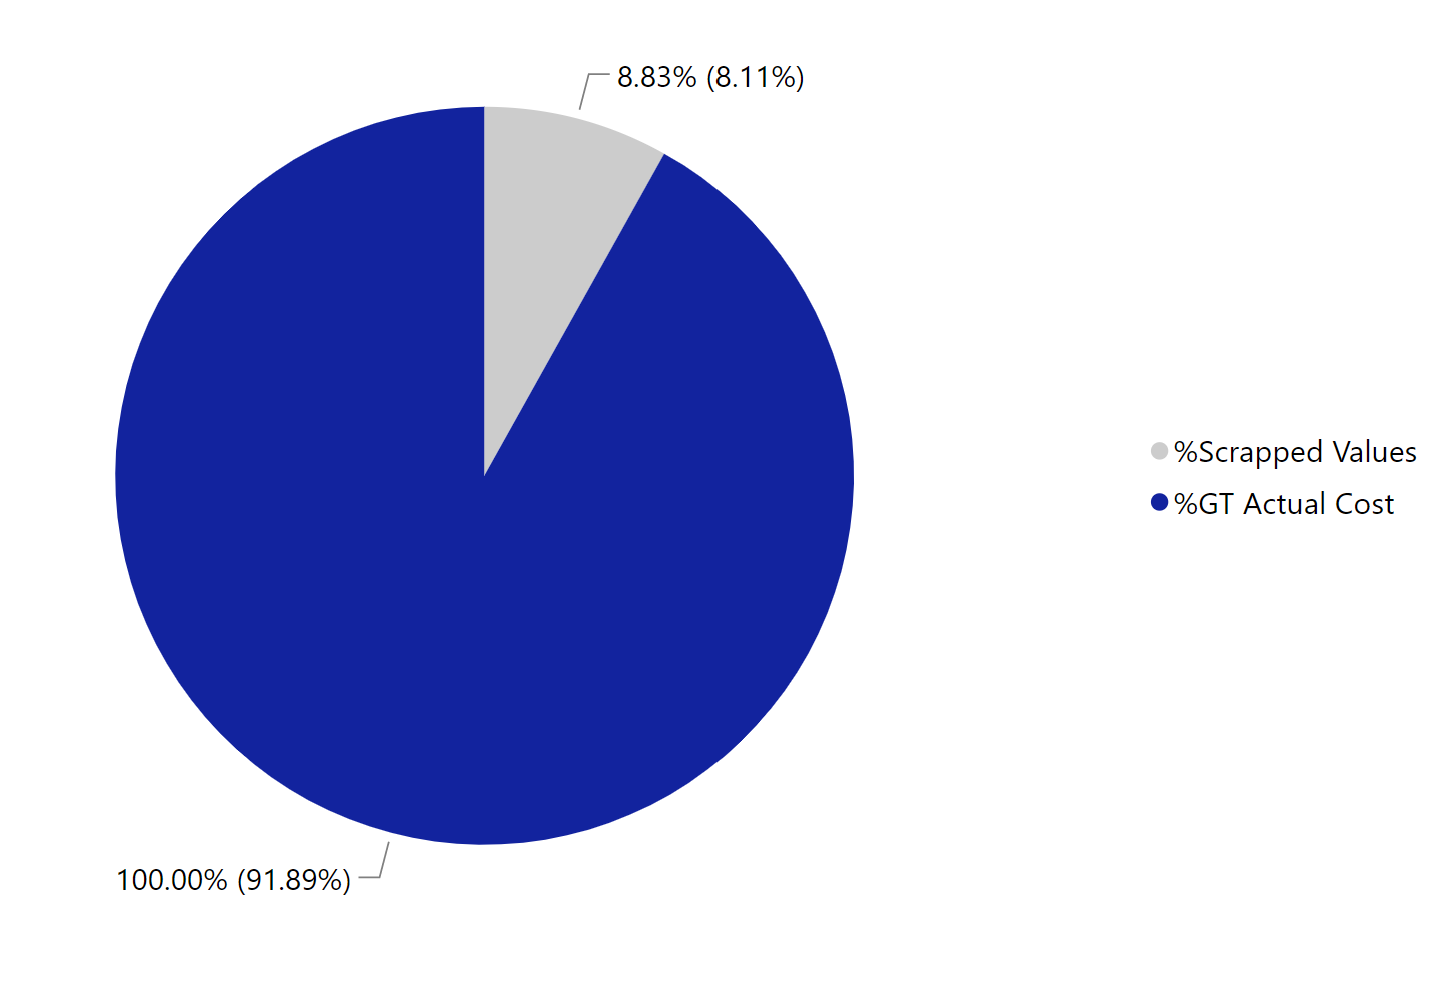 8.83% (8.11%)
%Scrapped Values
%GT Actual Cost
100.00% (91.89%)